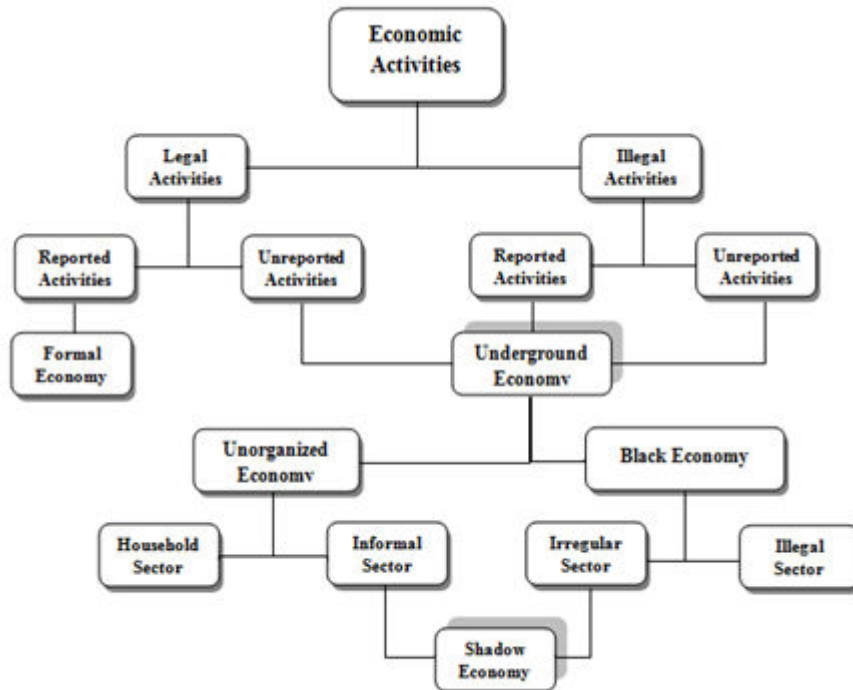 Economic
Activities
Legal
Activities
Illegal
Activities
Reported
Activities
Unreported
Activities
Reported
Activities
Unreported
Activities
Formal
Economy
Underground
Economy
Unorganized
Economy
Black Economy
Household
Sector
Informal
Sector
Irregular
Sector
Illegal
Sector
Shadow
Economy